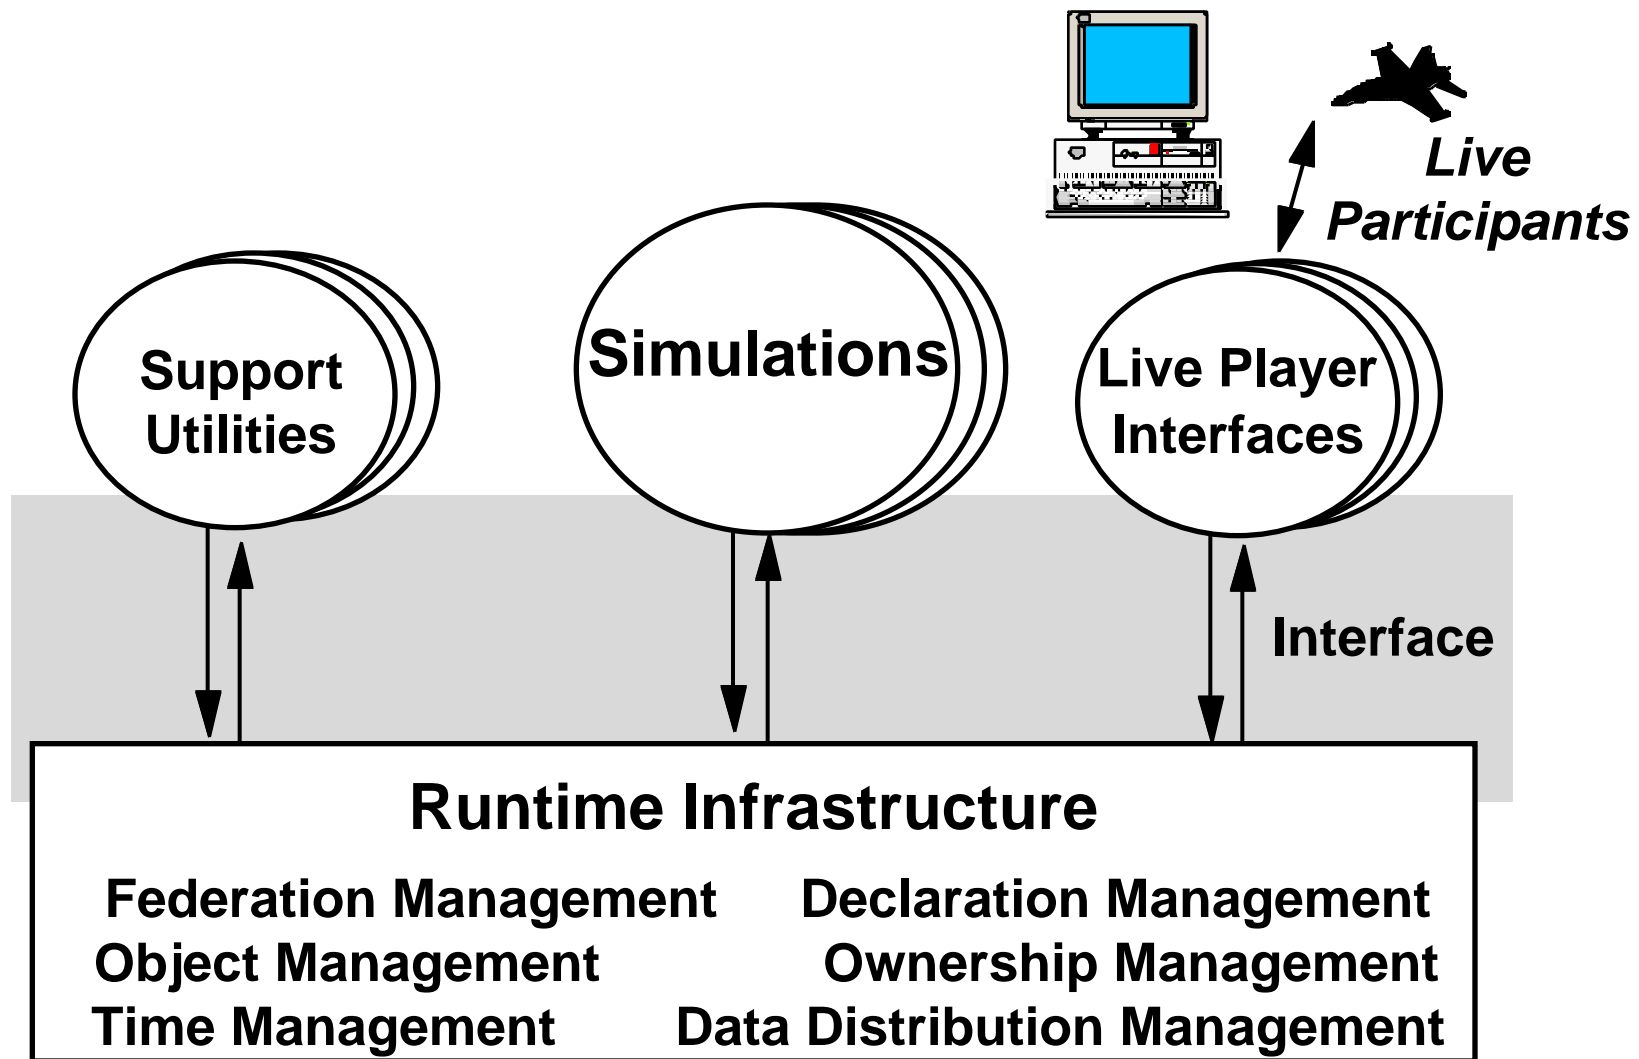 Live
Participants
Support
Utilities
Simulations
Live Player
Interfaces
Interface
Runtime Infrastructure
Federation Management Declaration Management
Object Management Ownership Management
Time Management Data Distribution Management